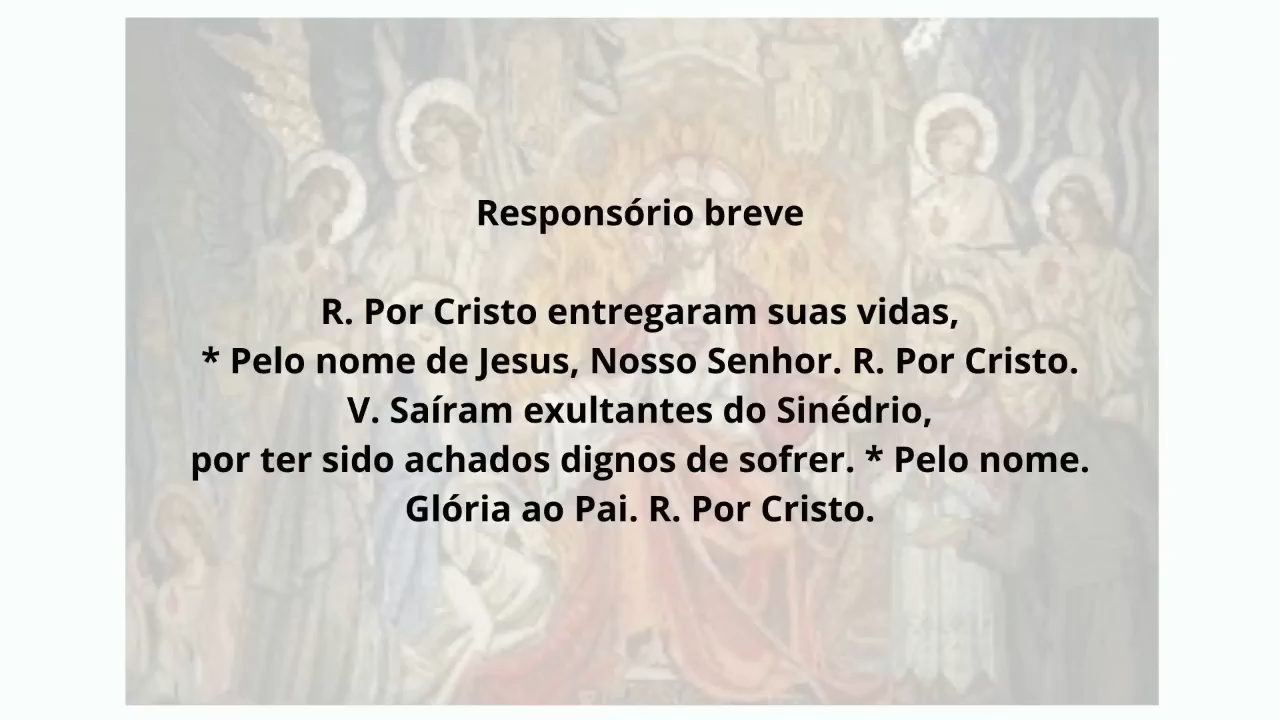 Responsório breve
R. Por Cristo entregaram suas vidas,
* Pelo nome de Jesus, Nosso Senhor. R. Por Cristo.
V. Saíram exultantes do Sinédrio,
por ter sido achados dignos de sofrer. * Pelo nome.
Glória ao Pai. R. Por Cristo.